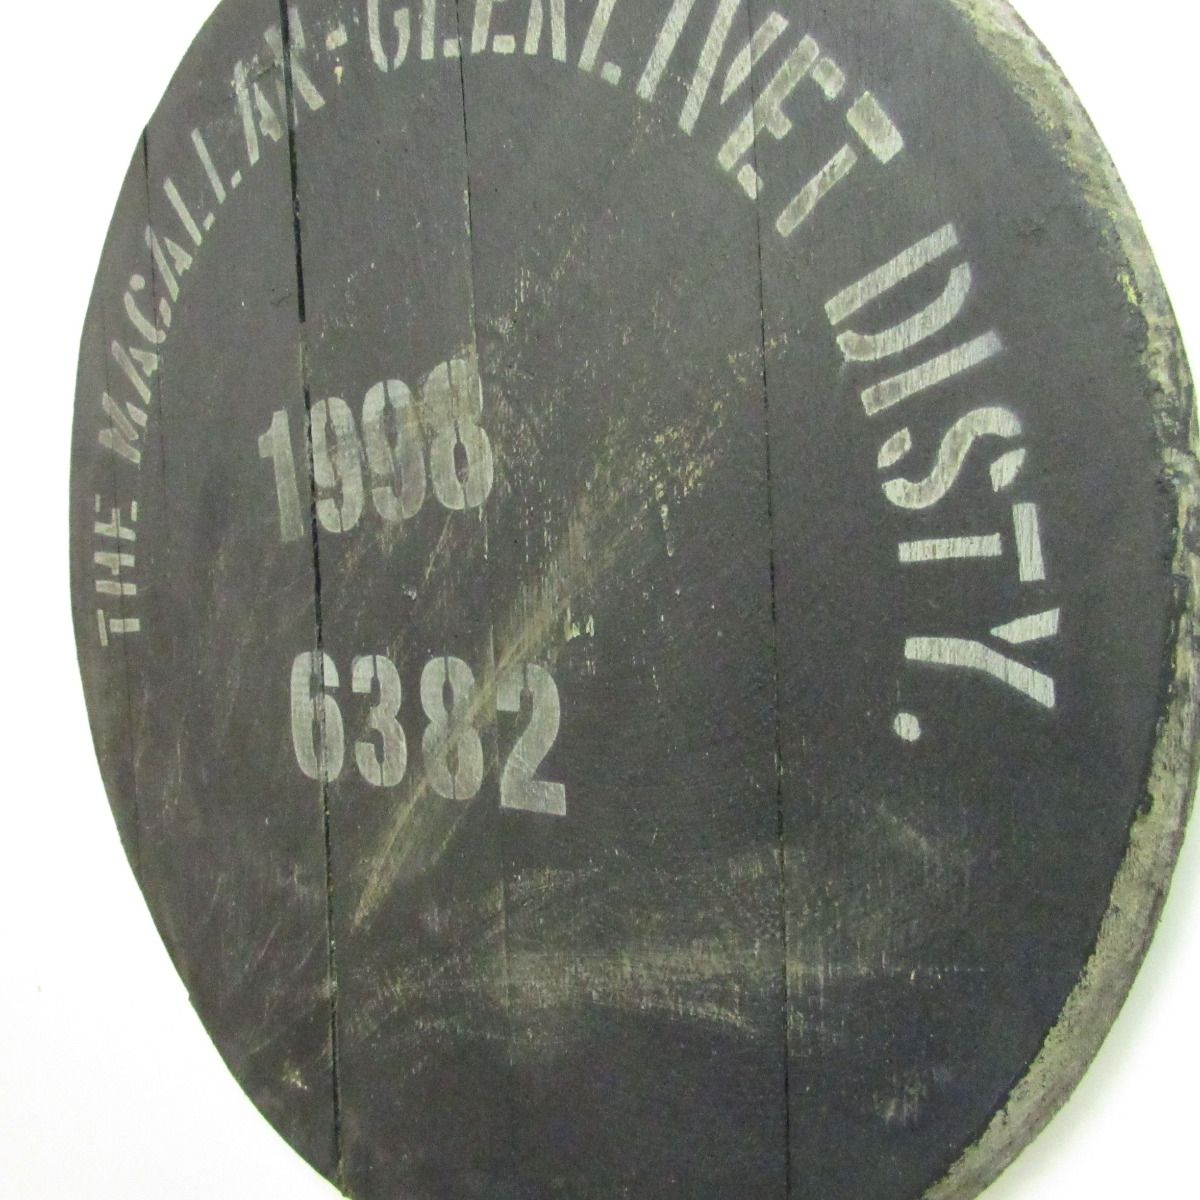 THE MACALLAN-GLENLIVET DISTY.
1998
6382